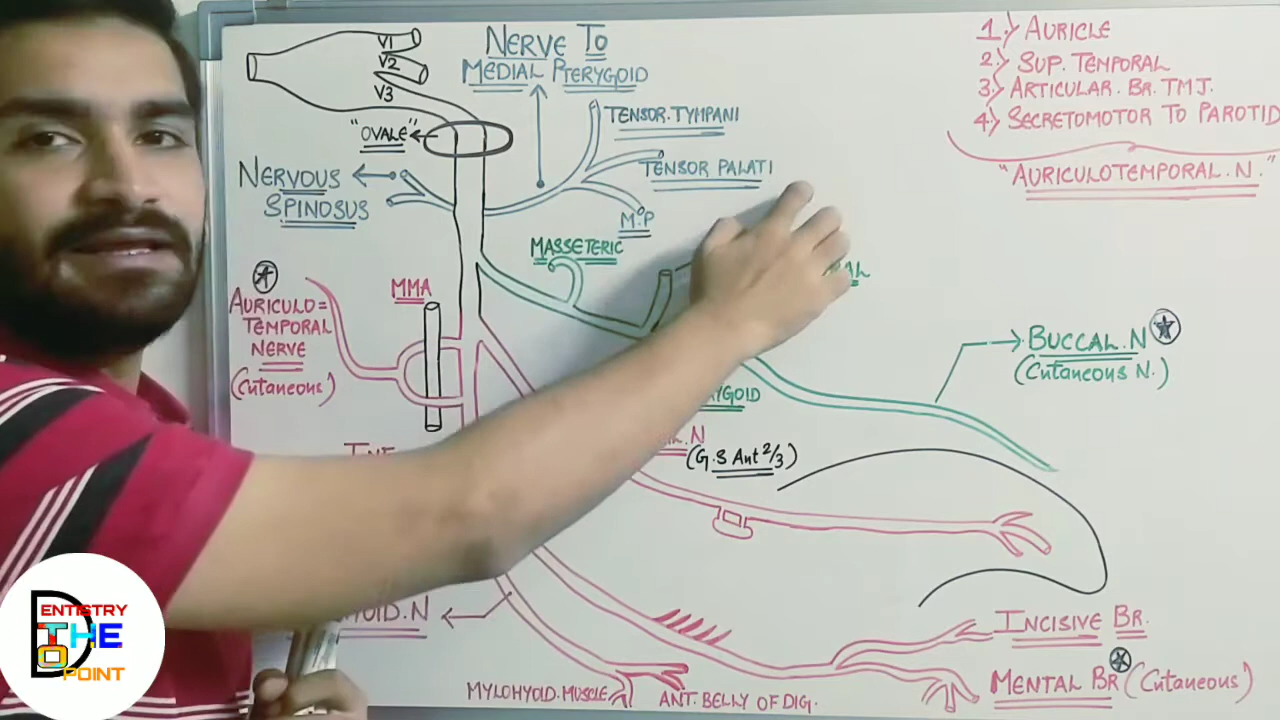 V1
V2
V3
"OVALE"
NERVE TO
MEDIAL PTERYGOID
TENSOR.TYMPANI
TENSOR PALATI
M.P
NERVOUS
SPINOSUS
MASSETERIC
MMA
AURICULO=
TEMPORAL
NERVE
(Cutaneous)
1) AURICLE
2) SUP. TEMPORAL
3) ARTICULAR. BR. TMJ.
4) SECRETOMOTOR TO PAROTID
"AURICULOTEMPORAL.N."
BUCCAL.N
(Cutaneous N.)
(G.S Ant 2/3)
INCISIVE BR.
MENTAL BR (Cutaneous)
MYLOHYOID.MUSCLE
ANT. BELLY OF DIG.
DENTISTRY
TO THE
POINT